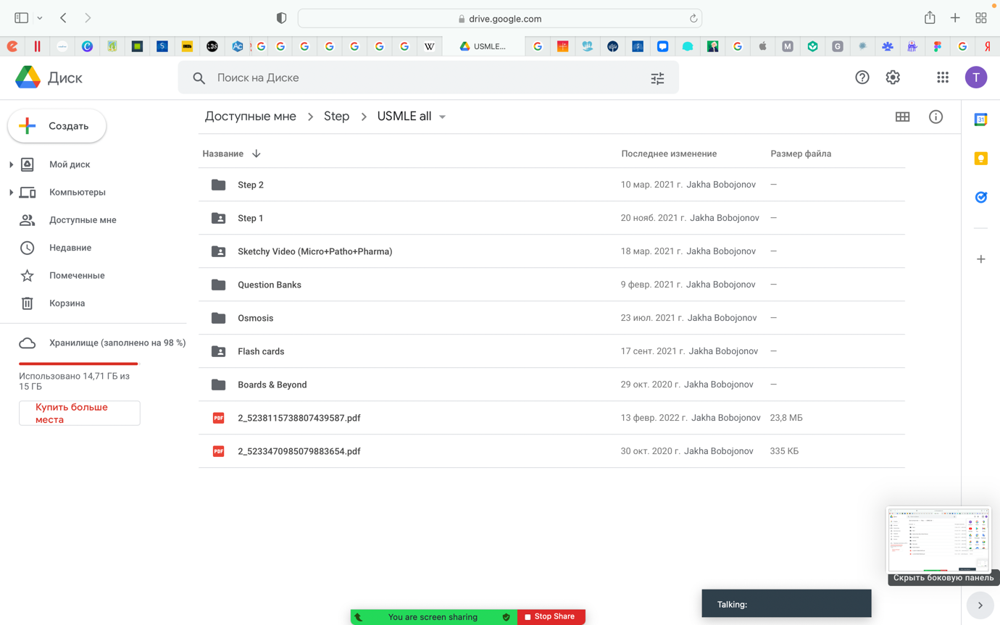 drive.google.com
USMLE...
Диск
Поиск на Диске
T
Создать
Мой диск
Компьютеры
Доступные мне
Недавние
Помеченные
Корзина
Хранилище (заполнено на 98 %)
Использовано 14,71 ГБ из
15 ГБ
Купить больше
места
Доступные мне > Step > USMLE all
Название Последнее изменение Размер файла
Step 2 10 мар. 2021 г. Jakha Bobojonov —
Step 1 20 нояб. 2021 г. Jakha Bobojonov —
Sketchy Video (Micro+Patho+Pharma) 18 мар. 2021 г. Jakha Bobojonov —
Question Banks 9 февр. 2021 г. Jakha Bobojonov —
Osmosis 23 июл. 2021 г. Jakha Bobojonov —
Flash cards 17 сент. 2021 г. Jakha Bobojonov —
Boards & Beyond 29 окт. 2020 г. Jakha Bobojonov —
PDF 2_5238115738807439587.pdf 13 февр. 2022 г. Jakha Bobojonov 23,8 МБ
PDF 2_5233470985079883654.pdf 30 окт. 2020 г. Jakha Bobojonov 335 КБ
31
Скрыть боковую панель
Talking:
You are screen sharing
Stop Share